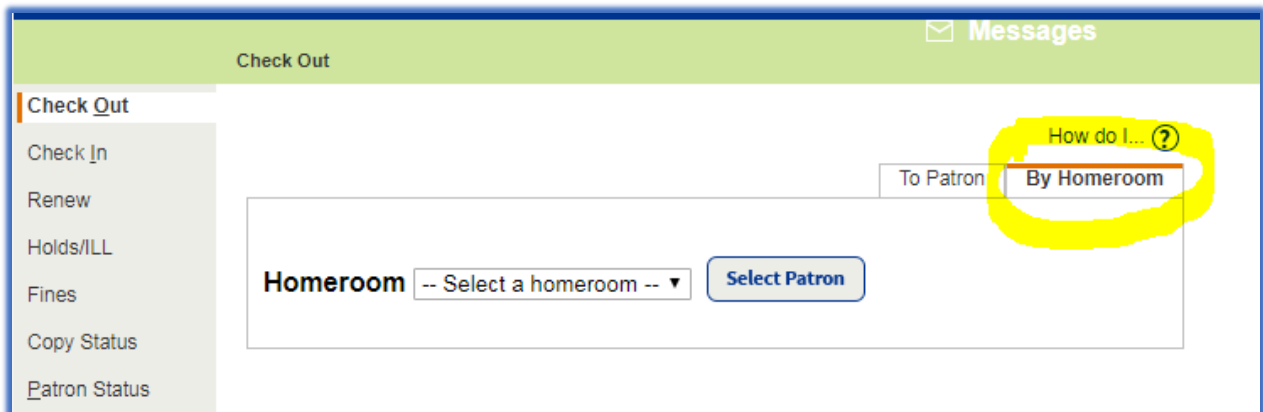 Messages
Check Out
Check Out
Check In
Renew
Holds/ILL
Fines
Copy Status
Patron Status
How do I... ?
To Patron
By Homeroom
Homeroom -- Select a homeroom -- ▼ Select Patron